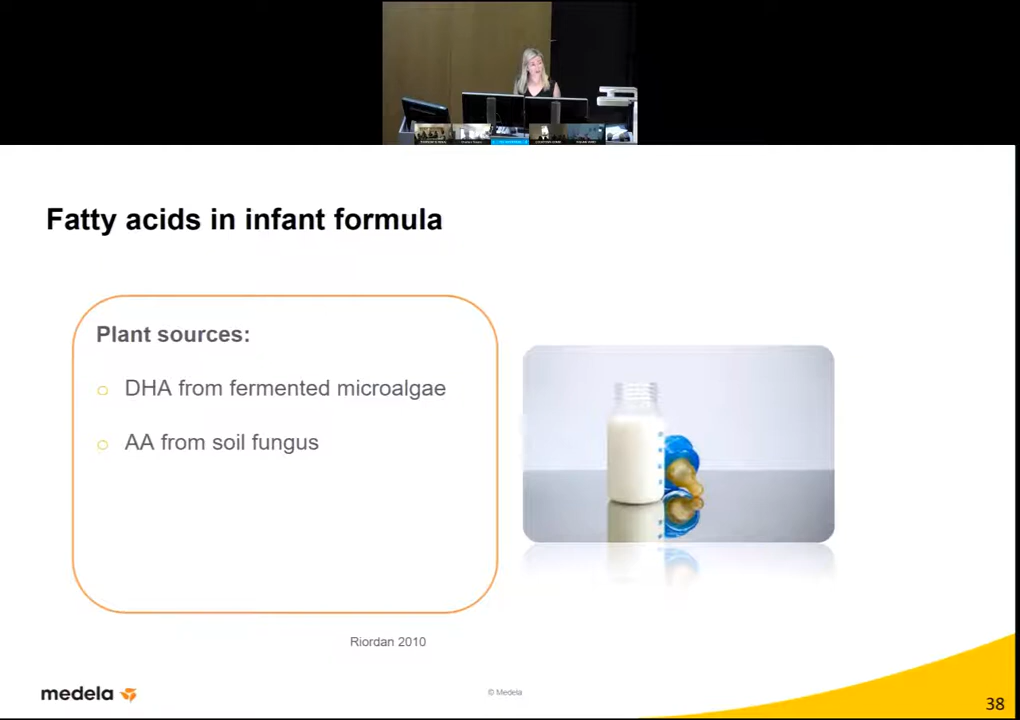 Fatty acids in infant formula
Plant sources:
o DHA from fermented microalgae
o AA from soil fungus
Riordan 2010
medela
© Medela
38